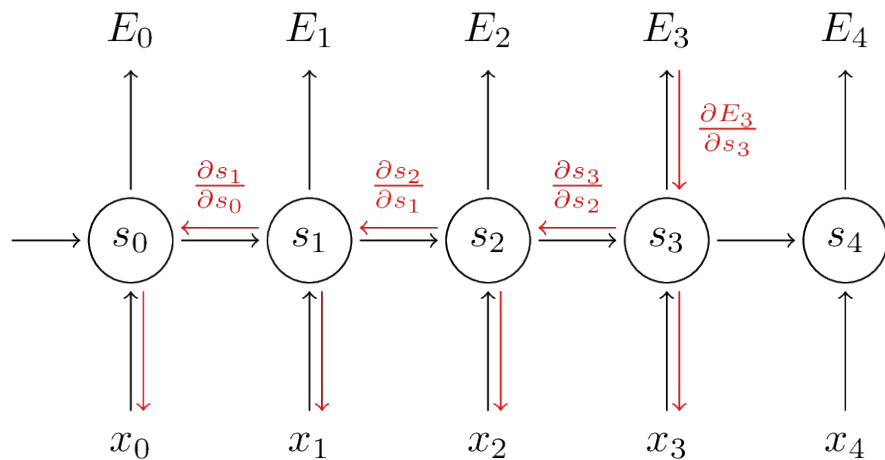 E₀ E₁ E₂ E₃ E₄
∂E₃/∂s₃
∂s₁/∂s₀ ∂s₂/∂s₁ ∂s₃/∂s₂
s₀ s₁ s₂ s₃ s₄
x₀ x₁ x₂ x₃ x₄